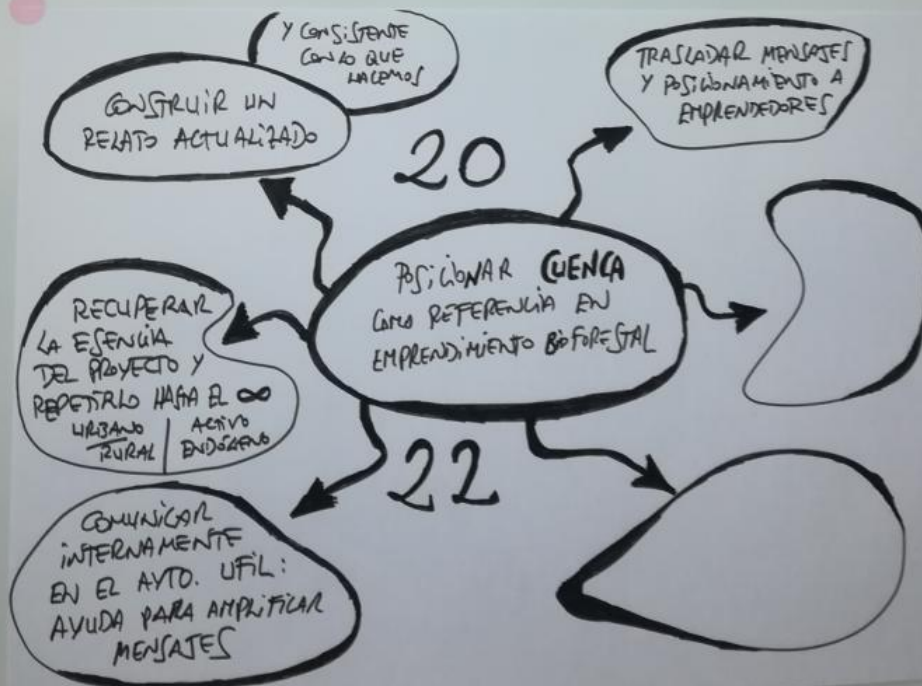 Y CONSISTENTE
CON LO QUE
HACEMOS
CONSTRUIR UN
RELATO ACTUALIZADO
TRASLADAR MENSAJES
Y POSICIONAMIENTO A
EMPRENDEDORES
20
POSICIONAR CUENCA
COMO REFERENCIA EN
EMPRENDIMIENTO BIOFORESTAL
RECUPERAR
LA ESENCIA
DEL PROYECTO Y
REPETIRLO HASTA EL ∞
URBANO
RURAL
ACTIVO
ENDÓGENO
22
COMUNICAR
INTERNAMENTE
EN EL AYTO. UFIL:
AYUDA PARA AMPLIFICAR
MENSAJES